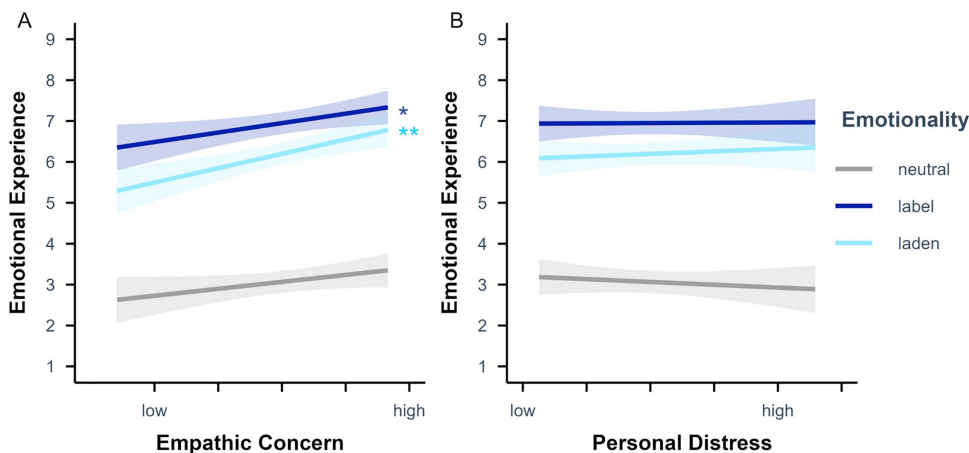 A
Emotional Experience
9
8
7
6
5
4
3
2
1
*
**
low
high
Empathic Concern
B
Emotional Experience
9
8
7
6
5
4
3
2
1
low
high
Personal Distress
Emotionality
neutral
label
laden